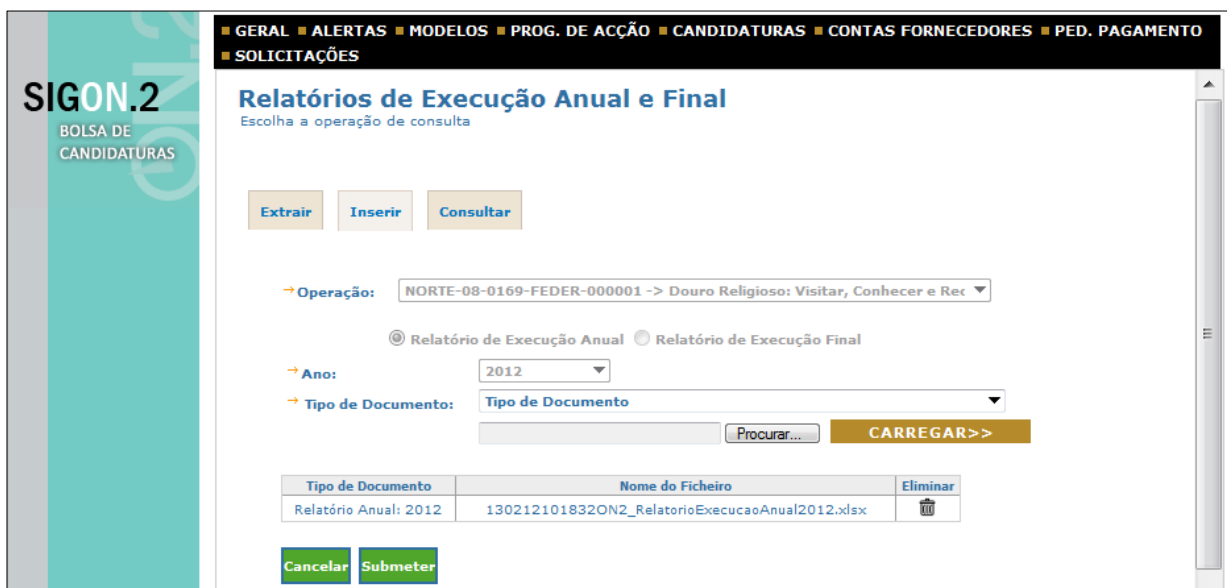 GERAL ALERTAS MODELOS PROG. DE ACÇÃO CANDIDATURAS CONTAS FORNECEDORES PED. PAGAMENTO
SOLICITAÇÕES
SIGON.2
BOLSA DE
CANDIDATURAS
Relatórios de Execução Anual e Final
Escolha a operação de consulta
Extrair Inserir Consultar
Operação: NORTE-08-0169-FEDER-000001 -> Douro Religioso: Visitar, Conhecer e Rec
Relatório de Execução Anual Relatório de Execução Final
Ano: 2012
Tipo de Documento: Tipo de Documento
Procurar... CARREGAR>>
Tipo de Documento Nome do Ficheiro Eliminar
Relatório Anual: 2012 130212101832ON2_RelatorioExecucaoAnual2012.xlsx
Cancelar Submeter